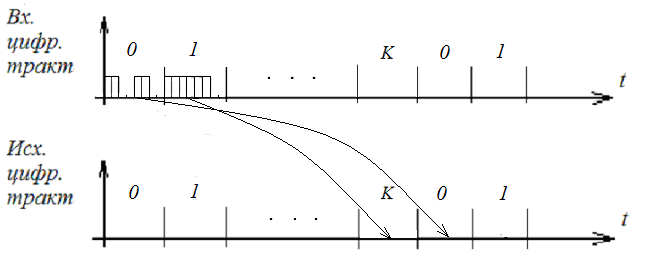 Вх.
цифр.
тракт
0 1 . . . K 0 1
t
Исх.
цифр.
тракт
0 1 . . . K 0 1
t